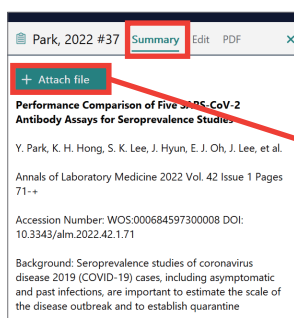 Park, 2022 #37 Summary Edit PDF ×
+ Attach file
Performance Comparison of Five SARS-CoV-2
Antibody Assays for Seroprevalence Studies
Y. Park, K. H. Hong, S. K. Lee, J. Hyun, E. J. Oh, J. Lee, et al.
Annals of Laboratory Medicine 2022 Vol. 42 Issue 1 Pages
71-+
Accession Number: WOS:000684597300008 DOI:
10.3343/alm.2022.42.1.71
Background: Seroprevalence studies of coronavirus
disease 2019 (COVID-19) cases, including asymptomatic
and past infections, are important to estimate the scale of
the disease outbreak and to establish quarantine